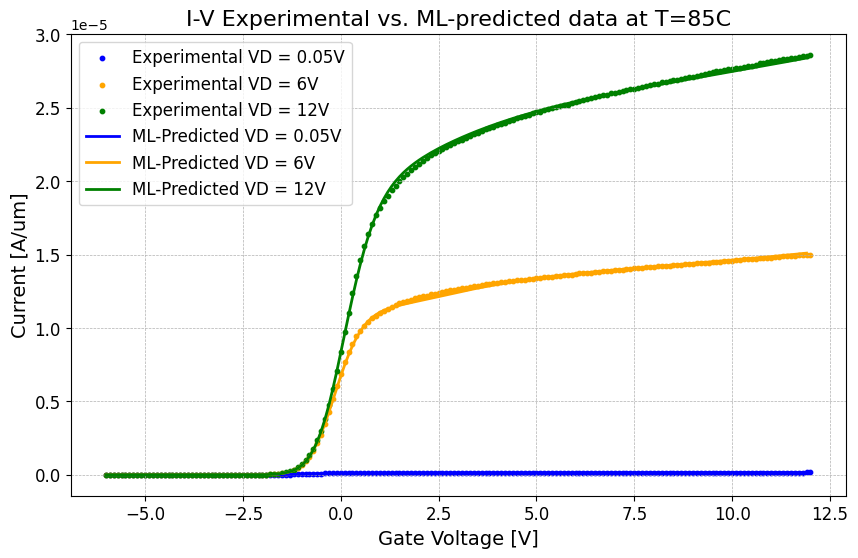 I-V Experimental vs. ML-predicted data at T=85C
1e−5
Experimental VD = 0.05V
Experimental VD = 6V
Experimental VD = 12V
ML-Predicted VD = 0.05V
ML-Predicted VD = 6V
ML-Predicted VD = 12V
Current [A/um]
3.0
2.5
2.0
1.5
1.0
0.5
0.0
−5.0 −2.5 0.0 2.5 5.0 7.5 10.0 12.5
Gate Voltage [V]